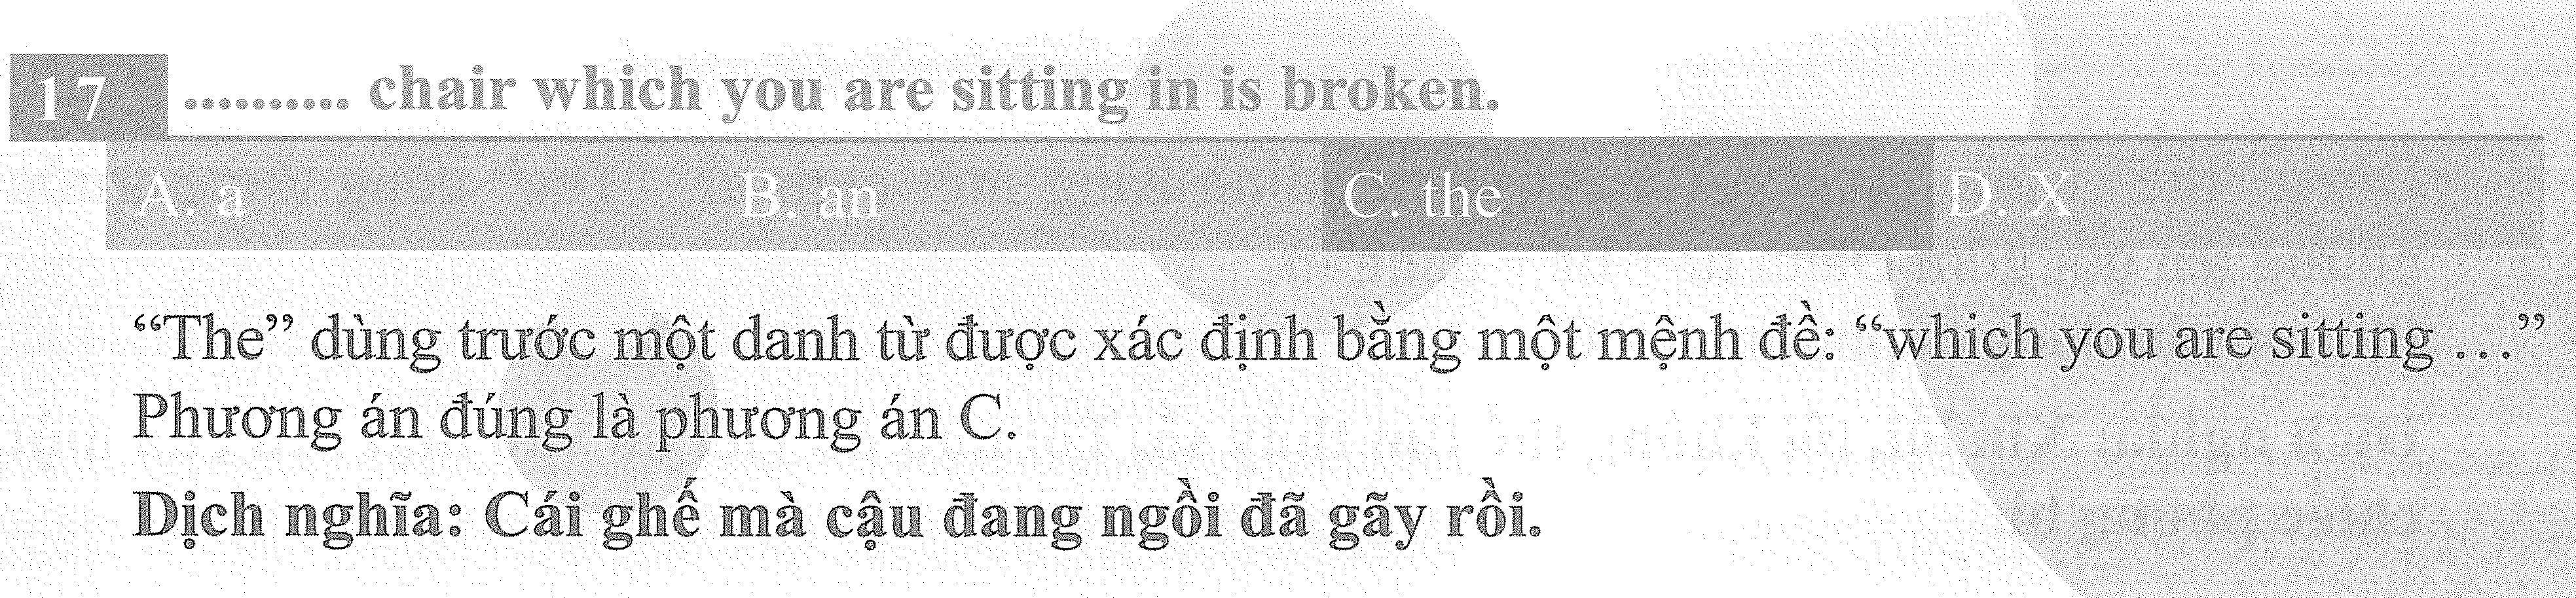 17 .......... chair which you are sitting in is broken.
A. a B. an C. the D. X
“The” dùng trước một danh từ được xác định bằng một mệnh đề: “which you are sitting …”
Phương án đúng là phương án C.
Dịch nghĩa: Cái ghế mà cậu đang ngồi đã gãy rồi.